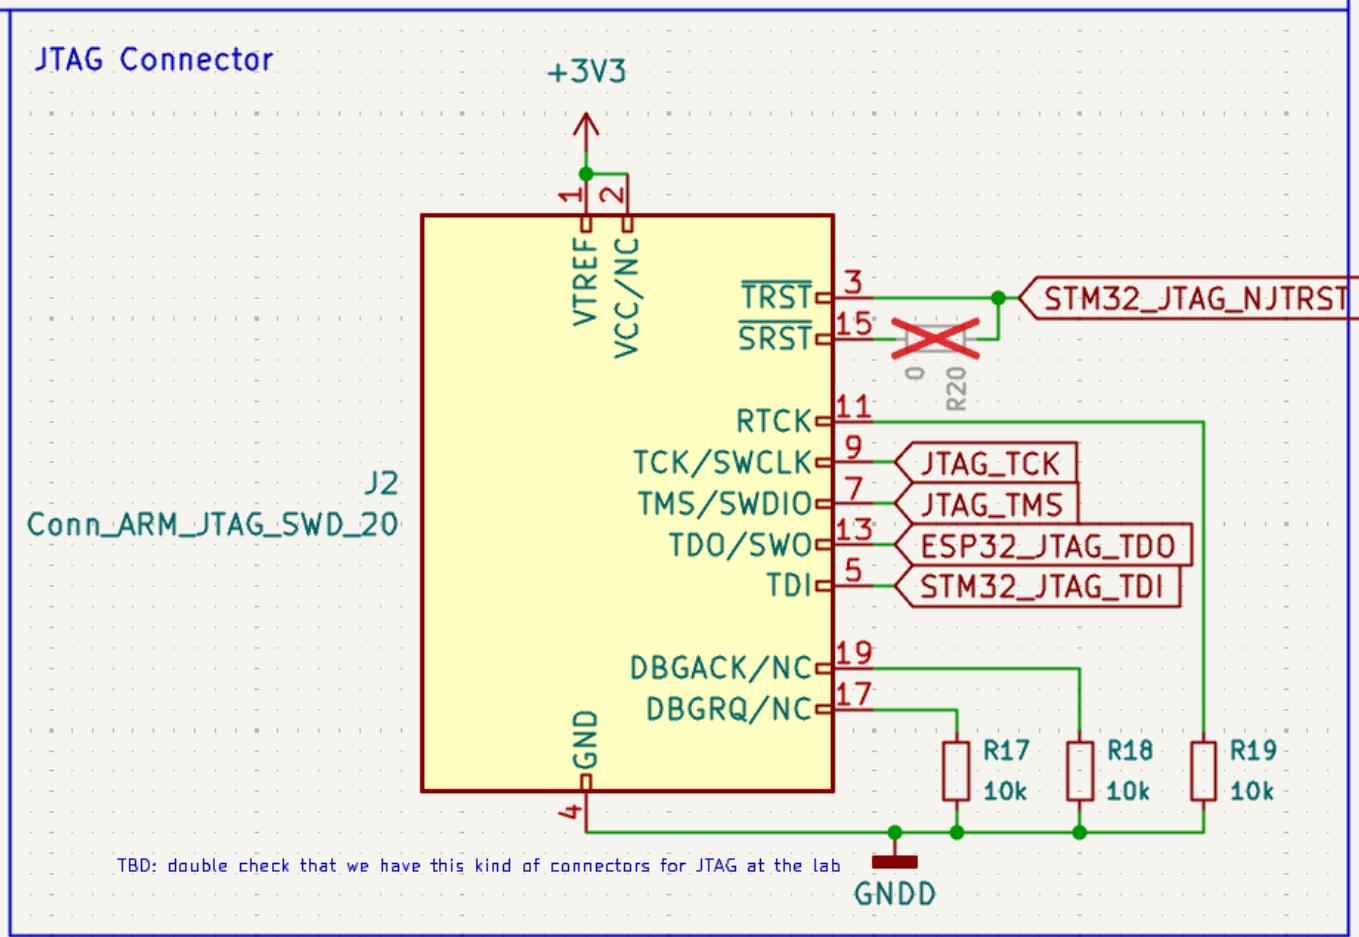 JTAG Connector
+3V3
1
2
VTREF
VCC/NC
TRST
3
STM32_JTAG_NJTRST
SRST
15
0
R20
RTCK
11
TCK/SWCLK
9
JTAG_TCK
J2
TMS/SWDIO
7
JTAG_TMS
Conn_ARM_JTAG_SWD_20
TDO/SWO
13
ESP32_JTAG_TDO
TDI
5
STM32_JTAG_TDI
DBGACK/NC
19
DBGRQ/NC
17
GND
4
R17
10k
R18
10k
R19
10k
TBD: double check that we have this kind of connectors for JTAG at the lab
GNDD